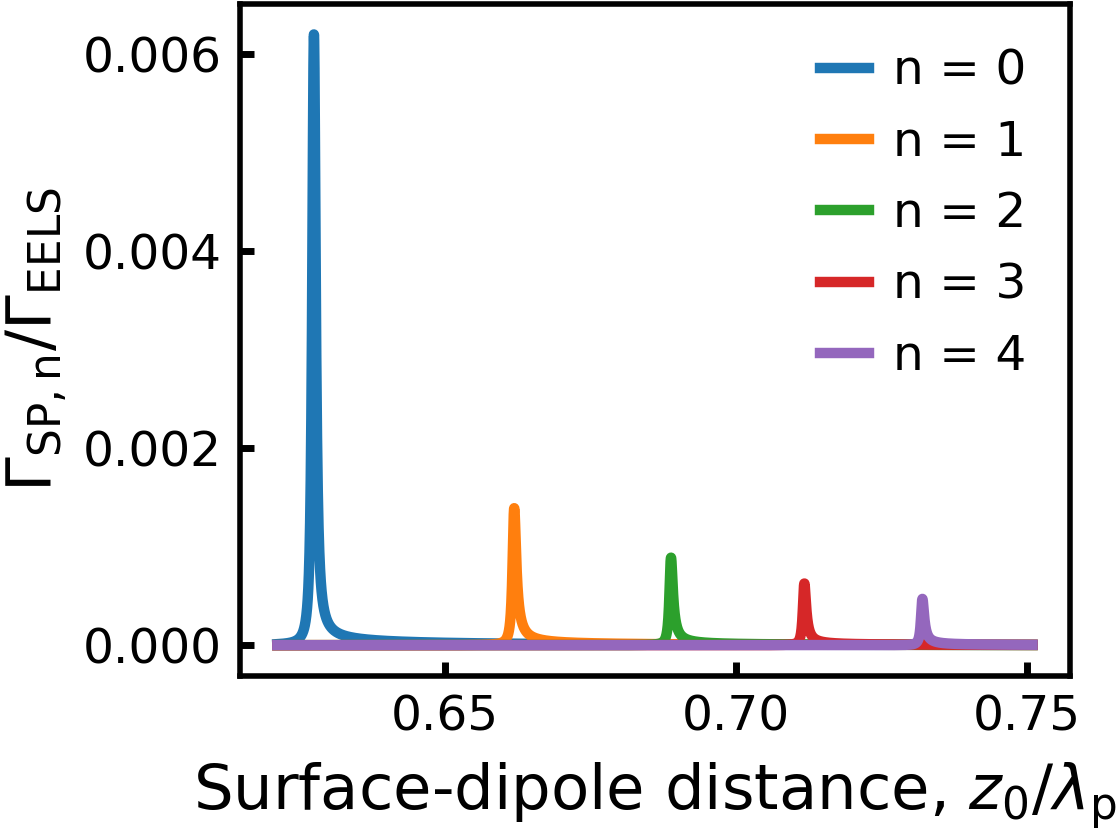 0.006
0.004
0.002
0.000
Γ_SP, n/Γ_EELS
n = 0
n = 1
n = 2
n = 3
n = 4
0.65 0.70 0.75
Surface-dipole distance, z₀/λ_p